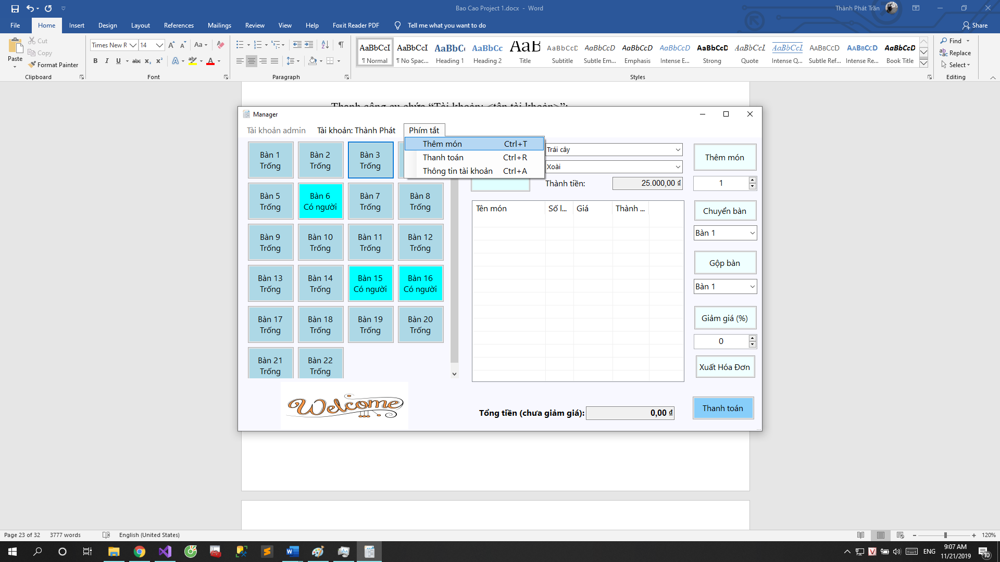 Bao Cao Project 1.docx - Word
Thành Phát Trần
File Home Insert Design Layout References Mailings Review View Help Foxit Reader PDF Tell me what you want to do Share
Paste
Cut
Copy
Format Painter
Clipboard
Times New R 14
Font
Paragraph
AaBbCcI AaBbCcI AaBbC AaBbCc AaB AaBbCcD AaBbCcD AaBbCcD AaBbCcD AaBbCcD AaBbCcI AaBbCcI AaBbCcD AaBbCcD AaBbCcD
¶ Normal ¶ No Spac... Heading 1 Heading 2 Title Subtitle Subtle Em... Emphasis Intense E... Strong Quote Intense Q... Subtle Ref... Intense Re... Book Title
Styles
Find
Replace
Select
Editing
Thanh công cụ chứa “Tài khoản: <tên tài khoản>”:
Manager
Tài khoản admin Tài khoản: Thành Phát Phím tắt
Thêm món Ctrl+T
Thanh toán Ctrl+R
Thông tin tài khoản Ctrl+A
Bàn 1 Bàn 2 Bàn 3
Trống Trống Trống
Bàn 5 Bàn 6 Bàn 7 Bàn 8
Trống Có người Trống Trống
Bàn 9 Bàn 10 Bàn 11 Bàn 12
Trống Trống Trống Trống
Bàn 13 Bàn 14 Bàn 15 Bàn 16
Trống Trống Có người Có người
Bàn 17 Bàn 18 Bàn 19 Bàn 20
Trống Trống Trống Trống
Bàn 21 Bàn 22
Trống Trống
Welcome
Trái cây
Xoài
Thành tiền: 25.000,00 ₫
Tên món Số l... Giá Thành ...
Tổng tiền (chưa giảm giá): 0,00 ₫
Thêm món
1
Chuyển bàn
Bàn 1
Gộp bàn
Bàn 1
Giảm giá (%)
0
Xuất Hóa Đơn
Thanh toán
Page 23 of 32 3777 words English (United States) 120%
ENG
9:07 AM
11/21/2019
10